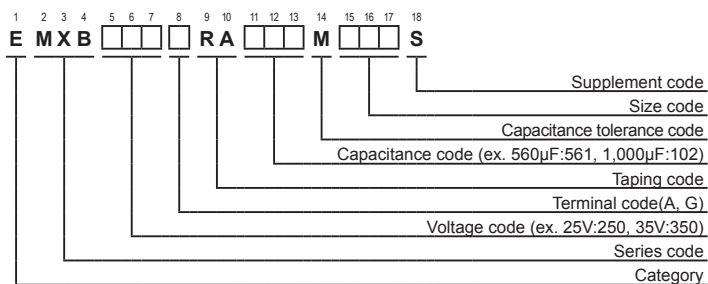 1 2 3 4 5 6 7 8 9 10 11 12 13 14 15 16 17 18
E M X B □ □ □ □ R A □ □ □ M □ □ □ S
Supplement code
Size code
Capacitance tolerance code
Capacitance code (ex. 560µF:561, 1,000µF:102)
Taping code
Terminal code(A, G)
Voltage code (ex. 25V:250, 35V:350)
Series code
Category